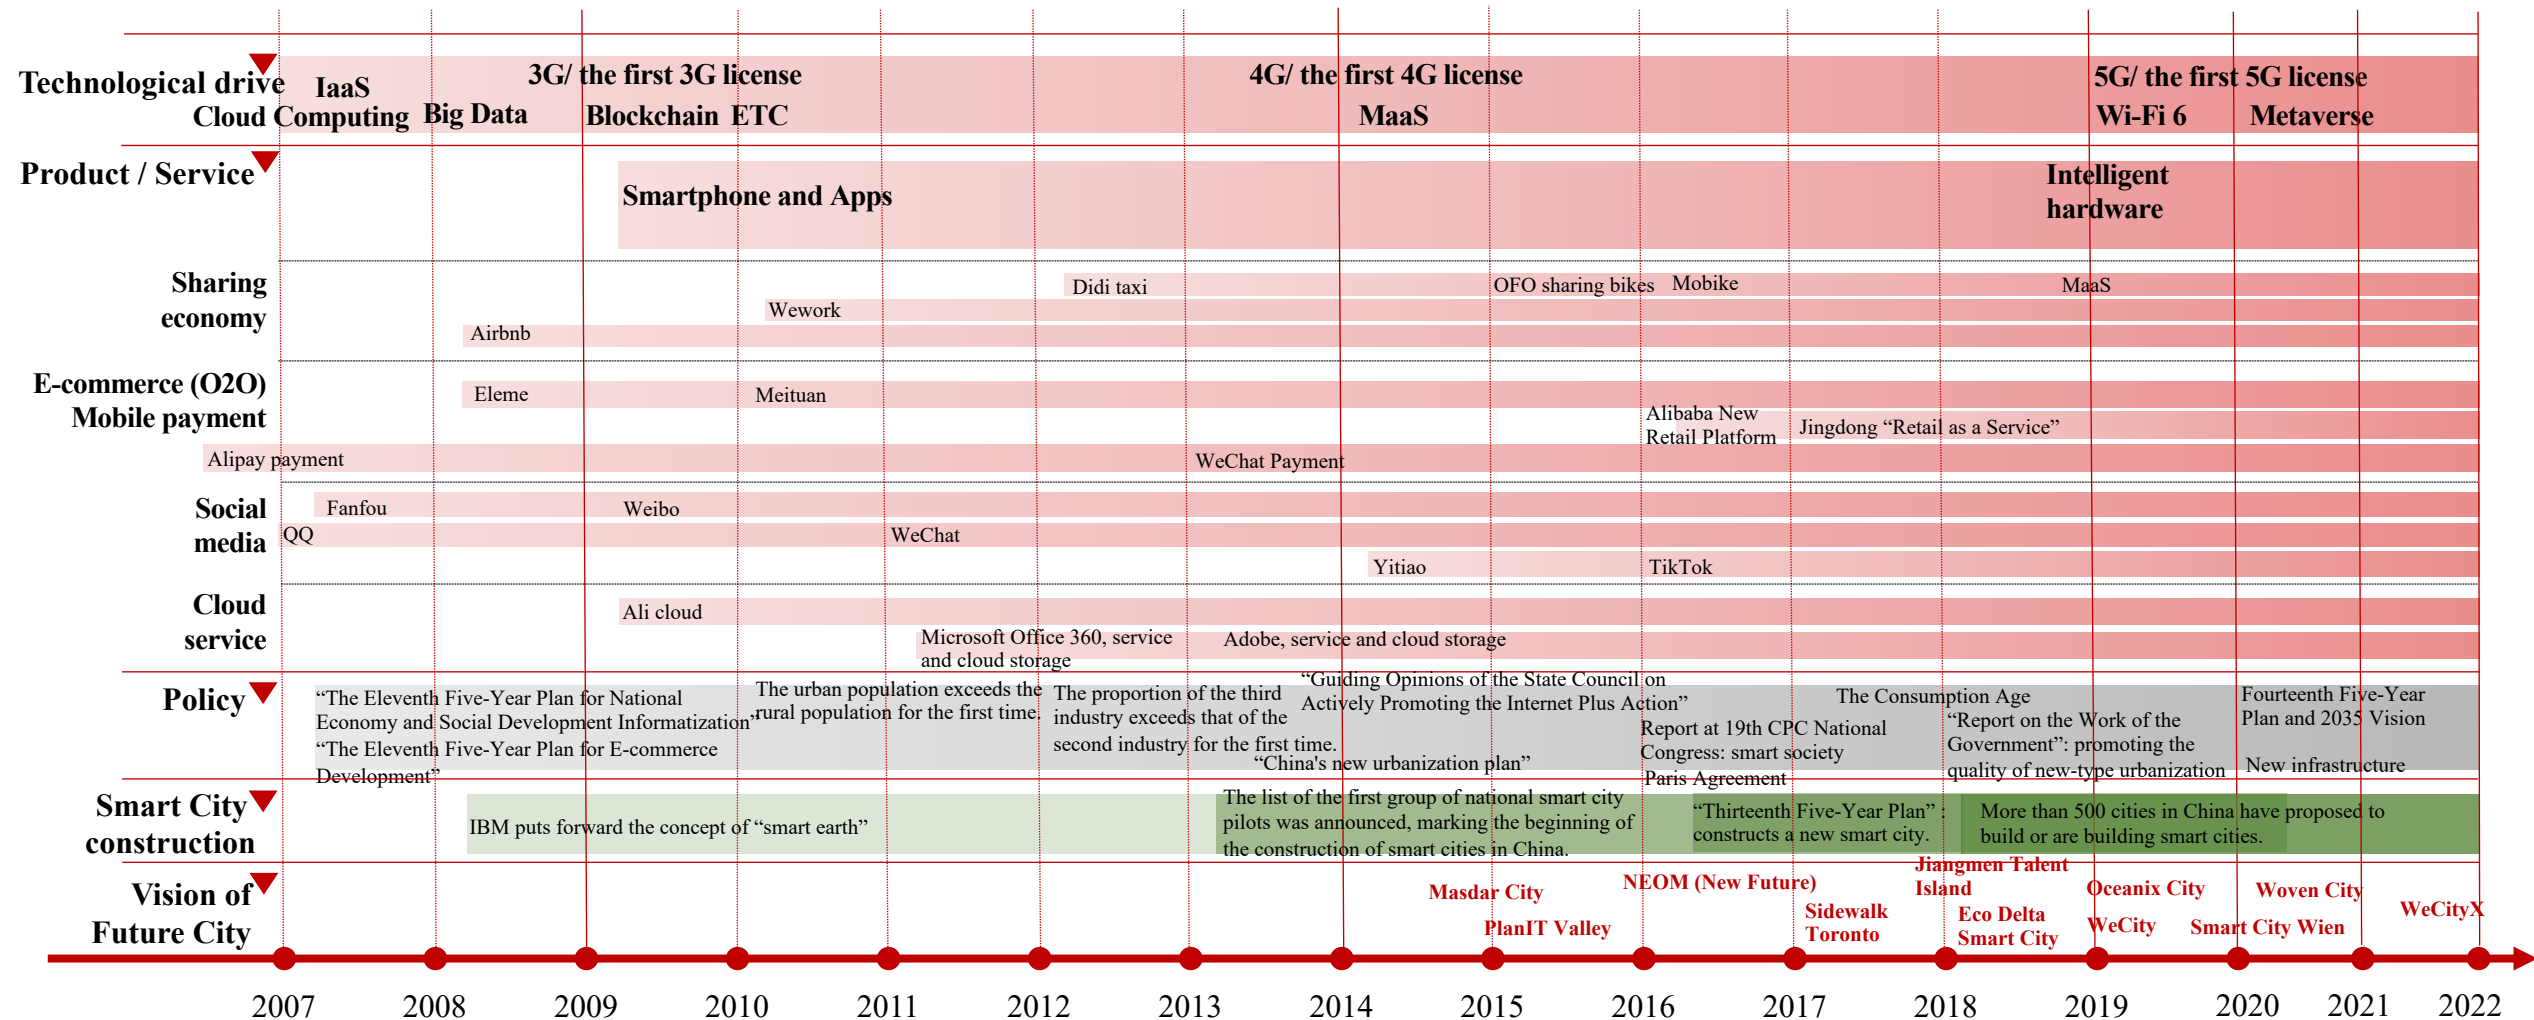 Technological drive
IaaS
Cloud Computing
Big Data
3G/ the first 3G license
Blockchain ETC
4G/ the first 4G license
MaaS
5G/ the first 5G license
Wi-Fi 6
Metaverse
Product / Service
Smartphone and Apps
Intelligent
hardware
Sharing
economy
Didi taxi
OFO sharing bikes
Mobike
MaaS
Wework
Airbnb
E-commerce (O2O)
Mobile payment
Eleme
Meituan
Alibaba New
Retail Platform
Jingdong “Retail as a Service”
Alipay payment
WeChat Payment
Social
media
Fanfou
Weibo
QQ
WeChat
Yitiao
TikTok
Cloud
service
Ali cloud
Microsoft Office 360, service
and cloud storage
Adobe, service and cloud storage
Policy
“The Eleventh Five-Year Plan for National
Economy and Social Development Informatization”
“The Eleventh Five-Year Plan for E-commerce
Development”
The urban population exceeds the
rural population for the first time.
The proportion of the third
industry exceeds that of the
second industry for the first time.
“Guiding Opinions of the State Council on
Actively Promoting the Internet Plus Action”
“China's new urbanization plan”
Report at 19th CPC National
Congress: smart society
Paris Agreement
The Consumption Age
“Report on the Work of the
Government”: promoting the
quality of new-type urbanization
Fourteenth Five-Year
Plan and 2035 Vision
New infrastructure
Smart City
construction
IBM puts forward the concept of “smart earth”
The list of the first group of national smart city
pilots was announced, marking the beginning of
the construction of smart cities in China.
“Thirteenth Five-Year Plan” :
constructs a new smart city.
More than 500 cities in China have proposed to
build or are building smart cities.
Vision of
Future City
Masdar City
PlanIT Valley
NEOM (New Future)
Sidewalk
Toronto
Jiangmen Talent
Island
Eco Delta
Smart City
Oceanix City
WeCity
Smart City Wien
Woven City
WeCityX
2007
2008
2009
2010
2011
2012
2013
2014
2015
2016
2017
2018
2019
2020
2021
2022